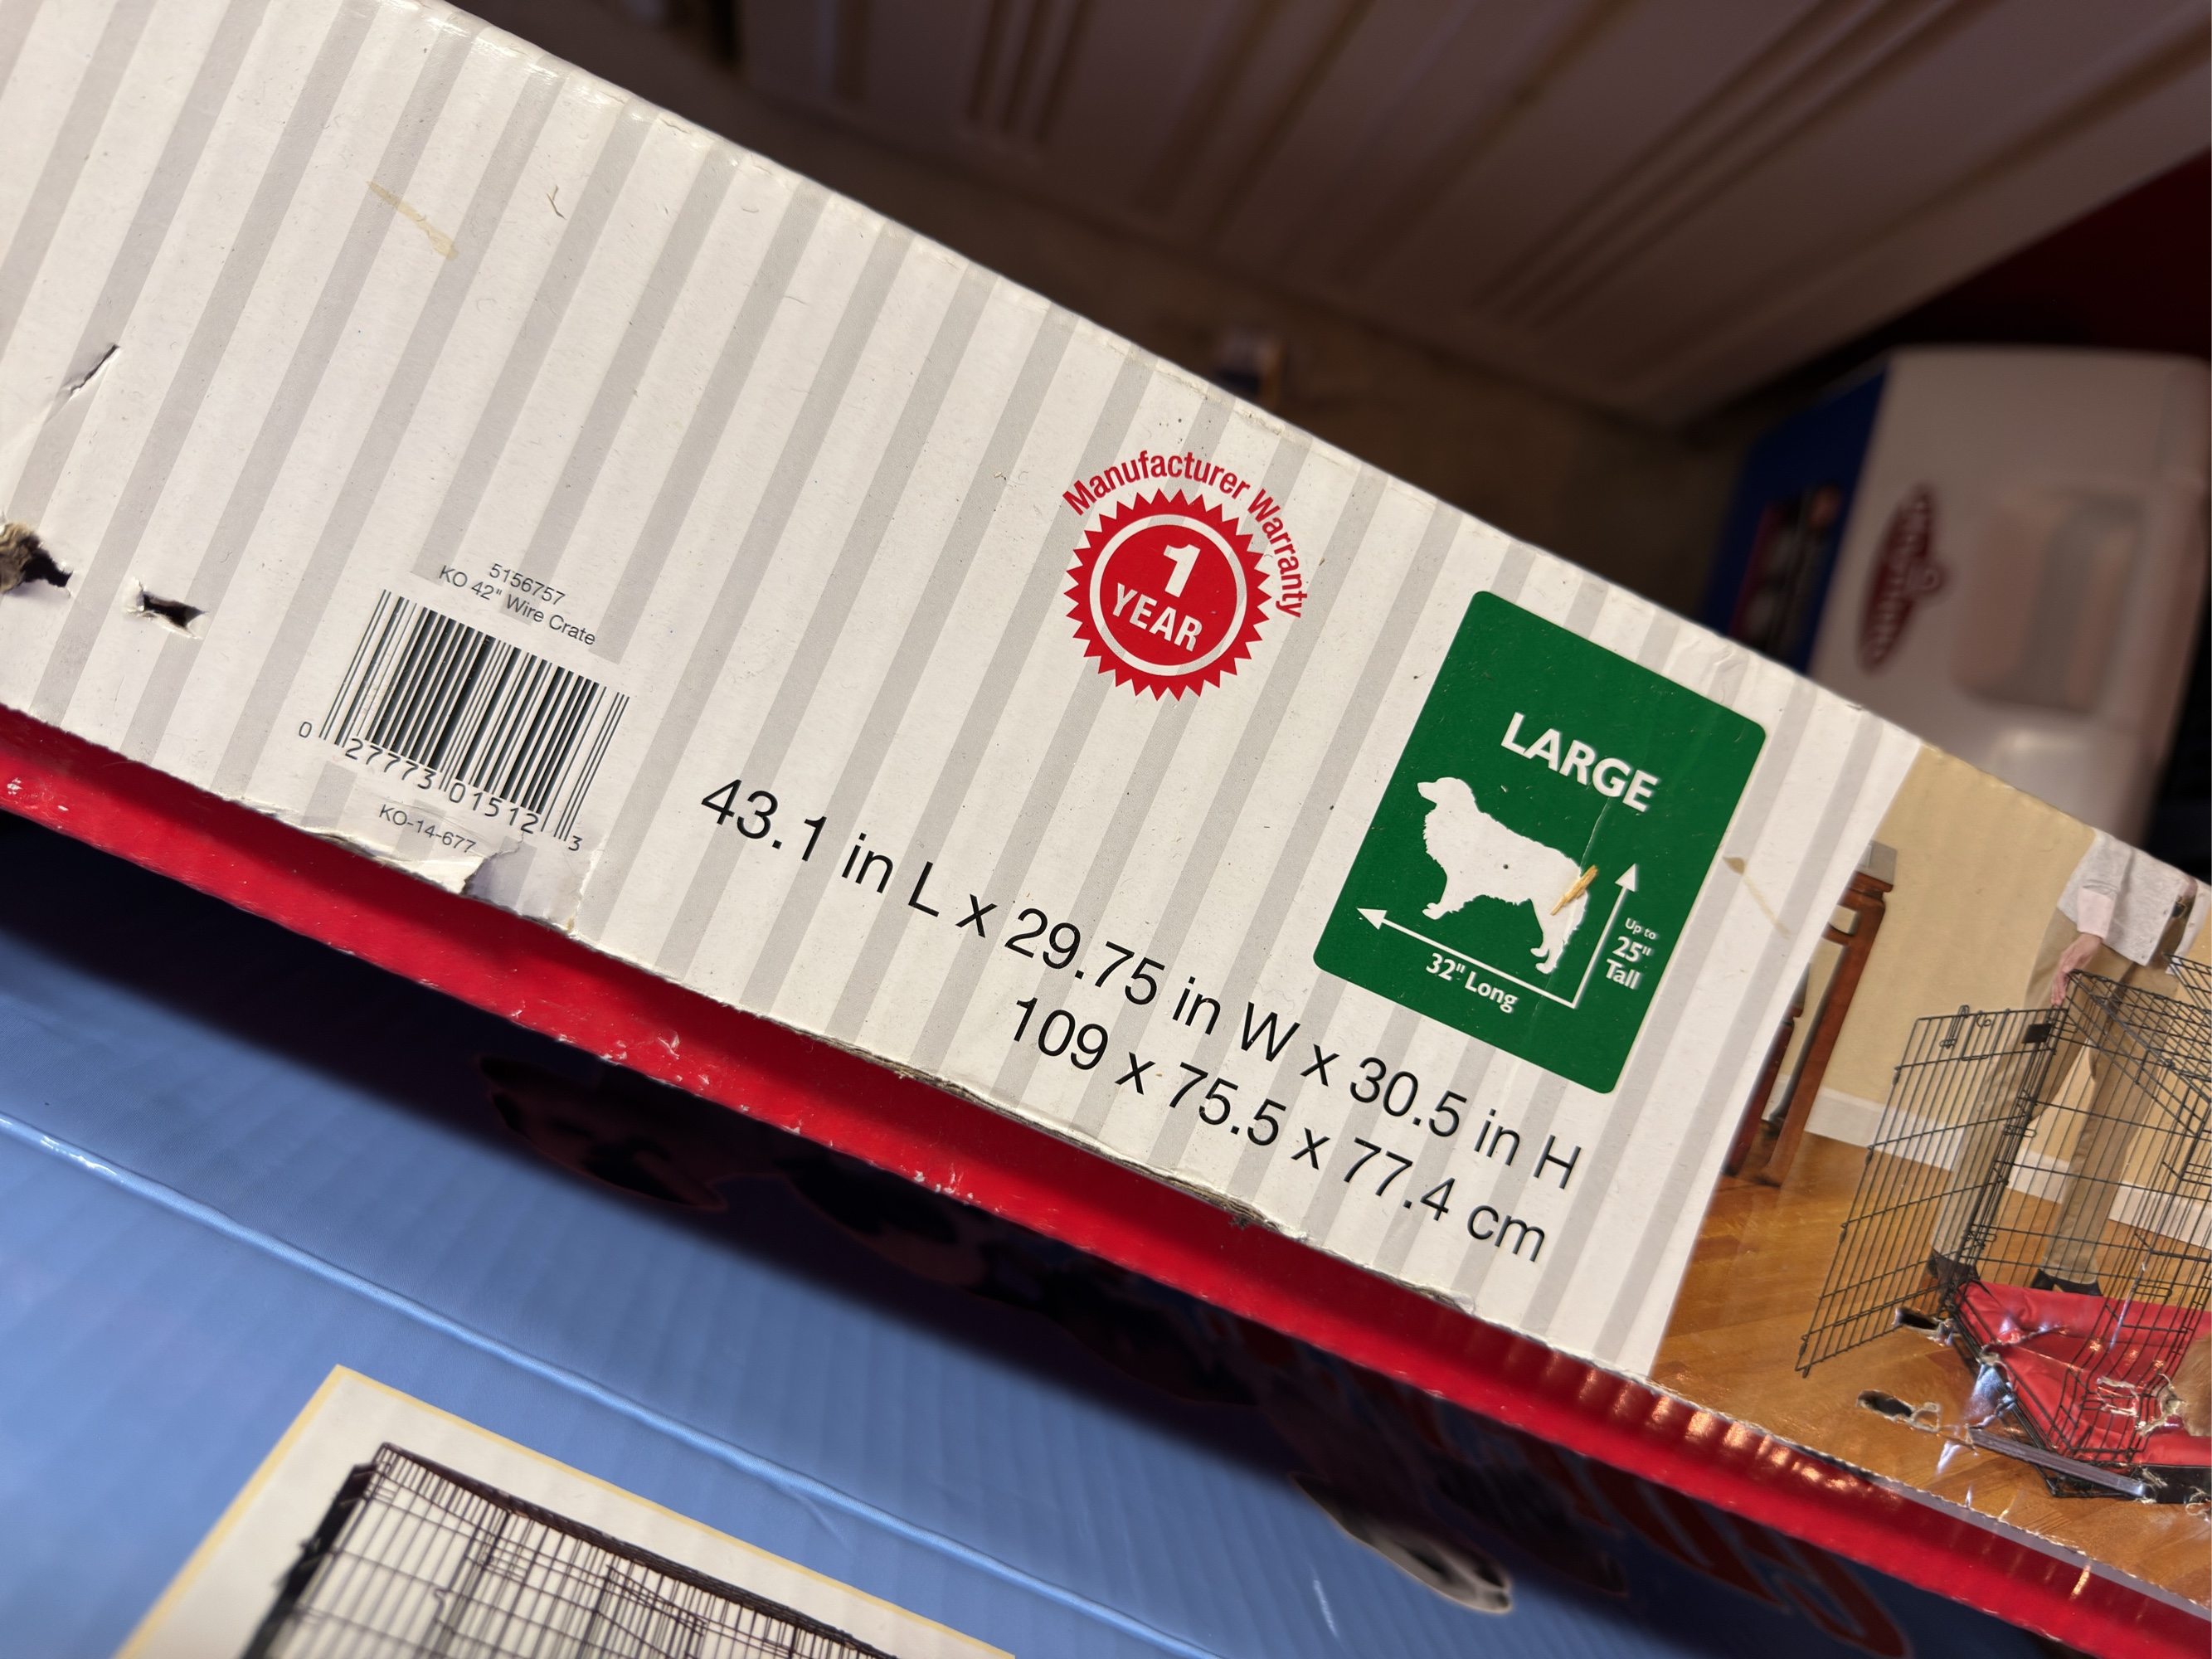 Manufacturer Warranty
1
YEAR
LARGE
Up to
25"
Tall
32" Long
5156757
KO 42" Wire Crate
0 27773 01512 3
KO-14-677
43.1 in L x 29.75 in W x 30.5 in H
109 x 75.5 x 77.4 cm